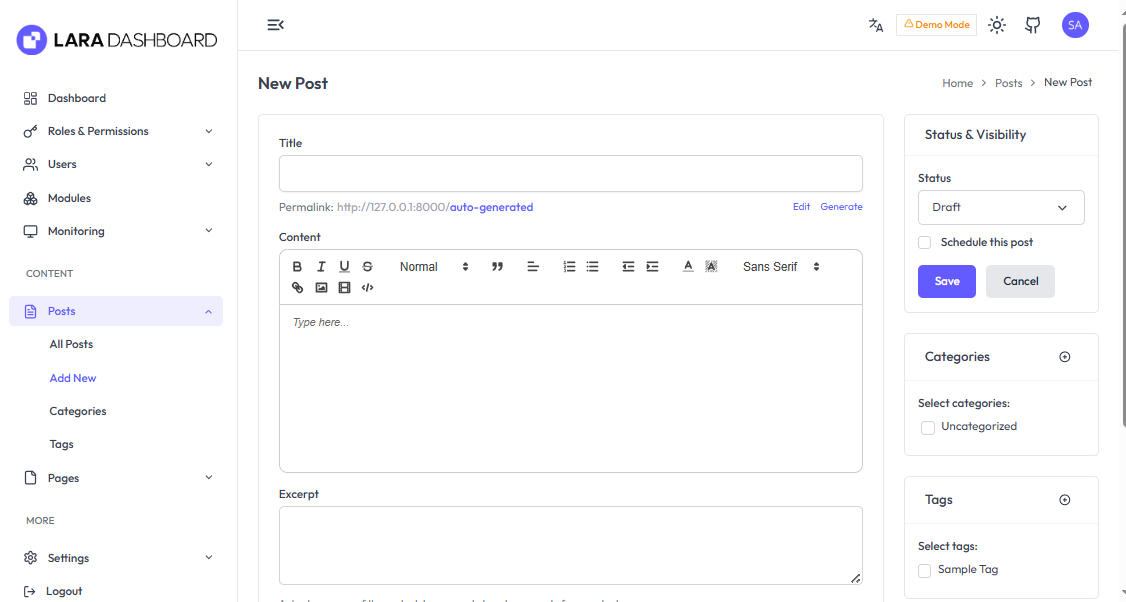 LARA DASHBOARD
Demo Mode
SA
Dashboard
Roles & Permissions
Users
Modules
Monitoring
CONTENT
Posts
All Posts
Add New
Categories
Tags
Pages
MORE
Settings
Logout
New Post
Home > Posts > New Post
Title
Permalink: http://127.0.0.1:8000/auto-generated
Edit Generate
Content
Normal
Sans Serif
Type here...
Excerpt
Status & Visibility
Status
Draft
Schedule this post
Save Cancel
Categories
Select categories:
Uncategorized
Tags
Select tags:
Sample Tag